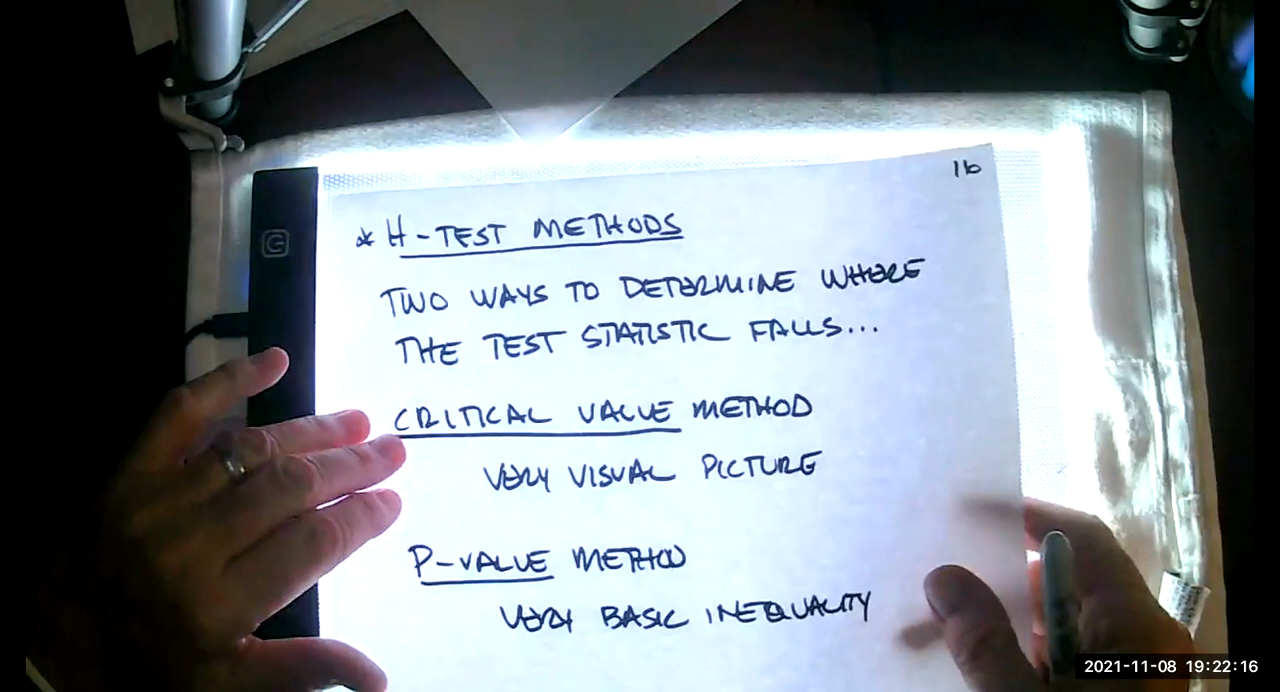 16
* H-TEST METHODS
TWO WAYS TO DETERMINE WHERE
THE TEST STATISTIC FALLS...
CRITICAL VALUE METHOD
VERY VISUAL PICTURE
P-VALUE METHOD
VERY BASIC INEQUALITY
2021-11-08 19:22:16